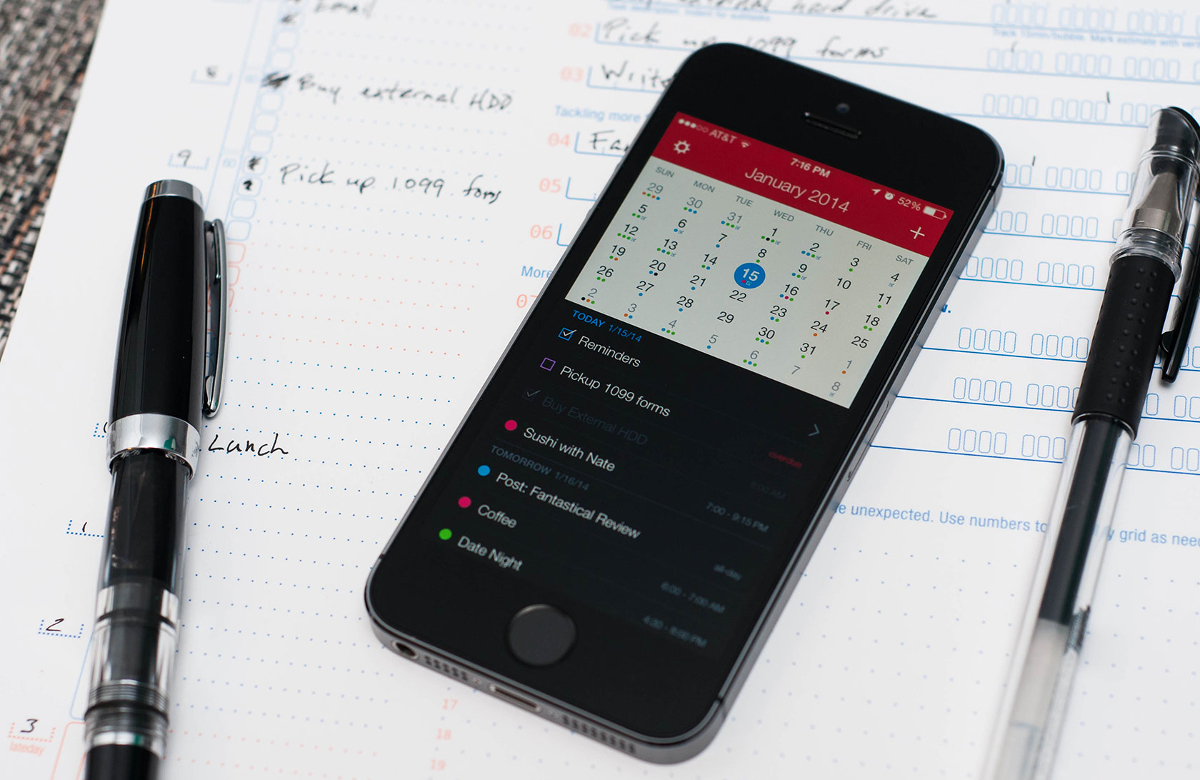 Email
8
Buy external HDD
9
60
Pick up 1099 forms
Lunch
1
2
3
lateday
hard drive
02 Pick up 1099 forms
03 Write
Tackling more
04
05
06
More
07
17
18
19
AT&T 7:16 PM 52%
January 2014 +
SUN MON TUE WED THU FRI SAT
29 30 31 1 2 3 4
5 6 7 8 9 10 11
12 13 14 15 16 17 18
19 20 21 22 23 24 25
26 27 28 29 30 31 1
2 3 4 5 6 7 8
TODAY 1/15/14
Reminders
Pickup 1099 forms
overdue
Buy External HDD
Sushi with Nate
7:00 - 9:15 PM
TOMORROW 1/16/14
Post: Fantastical Review
all-day
Coffee
6:00 - 7:00 AM
Date Night
4:30 - 8:00 PM
unexpected. Use numbers to
grid as need